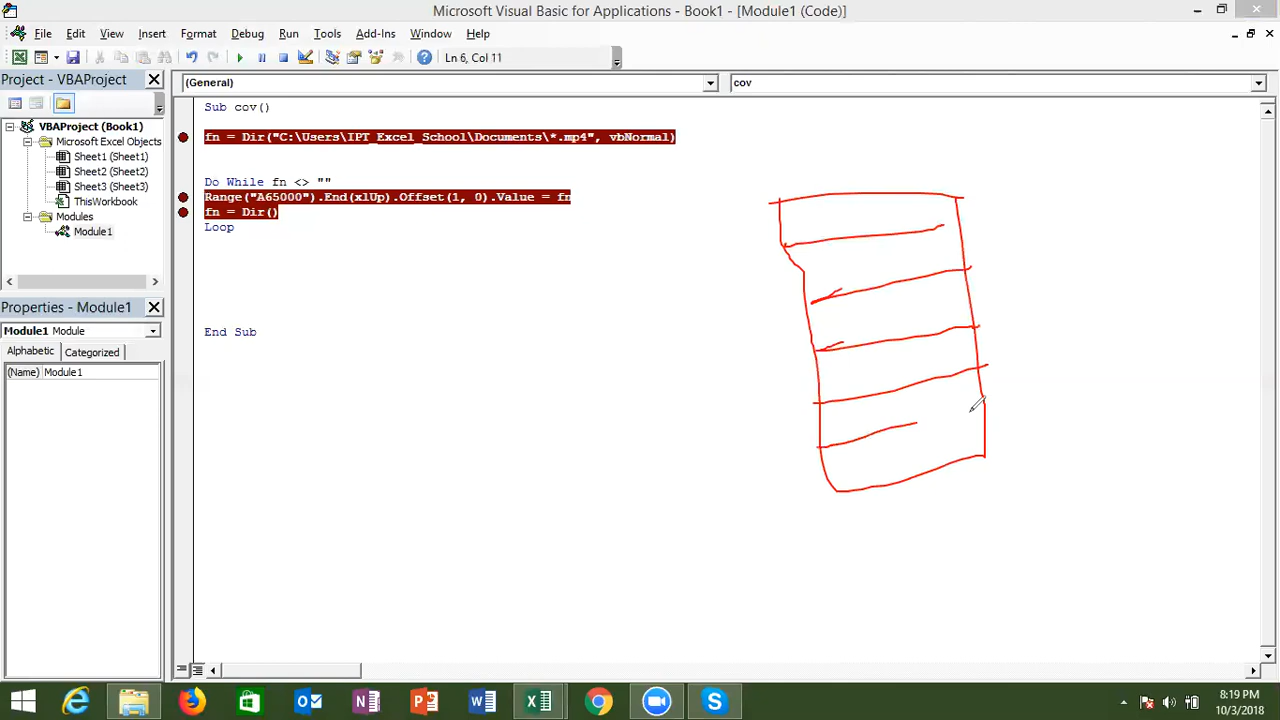 Microsoft Visual Basic for Applications - Book1 - [Module1 (Code)]
File Edit View Insert Format Debug Run Tools Add-Ins Window Help
Ln 6, Col 11
Project - VBAProject
(General)
cov
VBAProject (Book1)
Microsoft Excel Objects
Sheet1 (Sheet1)
Sheet2 (Sheet2)
Sheet3 (Sheet3)
ThisWorkbook
Modules
Module1
Properties - Module1
Module1 Module
Alphabetic Categorized
(Name) Module1
Sub cov()
fn = Dir("C:\Users\IPT_Excel_School\Documents\*.mp4", vbNormal)
Do While fn <> ""
Range("A65000").End(xlUp).Offset(1, 0).Value = fn
fn = Dir()
Loop
End Sub
8:19 PM
10/3/2018